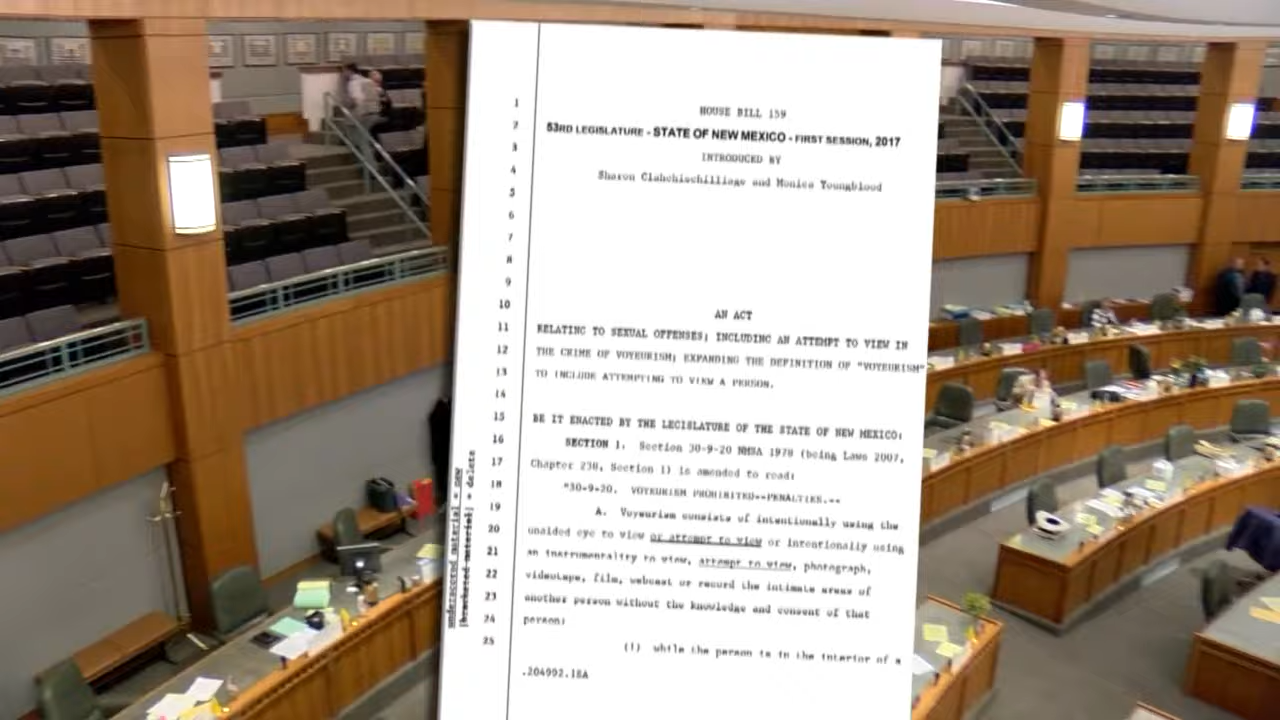 HOUSE BILL 159
53RD LEGISLATURE - STATE OF NEW MEXICO - FIRST SESSION, 2017
INTRODUCED BY
Sharon Clahchischilliage and Monica Youngblood
AN ACT
RELATING TO SEXUAL OFFENSES; INCLUDING AN ATTEMPT TO VIEW IN
THE CRIME OF VOYEURISM; EXPANDING THE DEFINITION OF "VOYEURISM"
TO INCLUDE ATTEMPTING TO VIEW A PERSON.
BE IT ENACTED BY THE LEGISLATURE OF THE STATE OF NEW MEXICO:
SECTION 1. Section 30-9-20 NMSA 1978 (being Laws 2007,
Chapter 238, Section 1) is amended to read:
"30-9-20. VOYEURISM PROHIBITED--PENALTIES.--
A. Voyeurism consists of intentionally using the
unaided eye to view or attempt to view or intentionally using
an instrumentality to view, attempt to view, photograph,
videotape, film, webcast or record the intimate areas of
another person without the knowledge and consent of that
person:
(1) while the person is in the interior of a
.204992.1SA
1
2
3
4
5
6
7
8
9
10
11
12
13
14
15
16
17
18
19
20
21
22
23
24
25
underscored material = new
[bracketed material] = delete